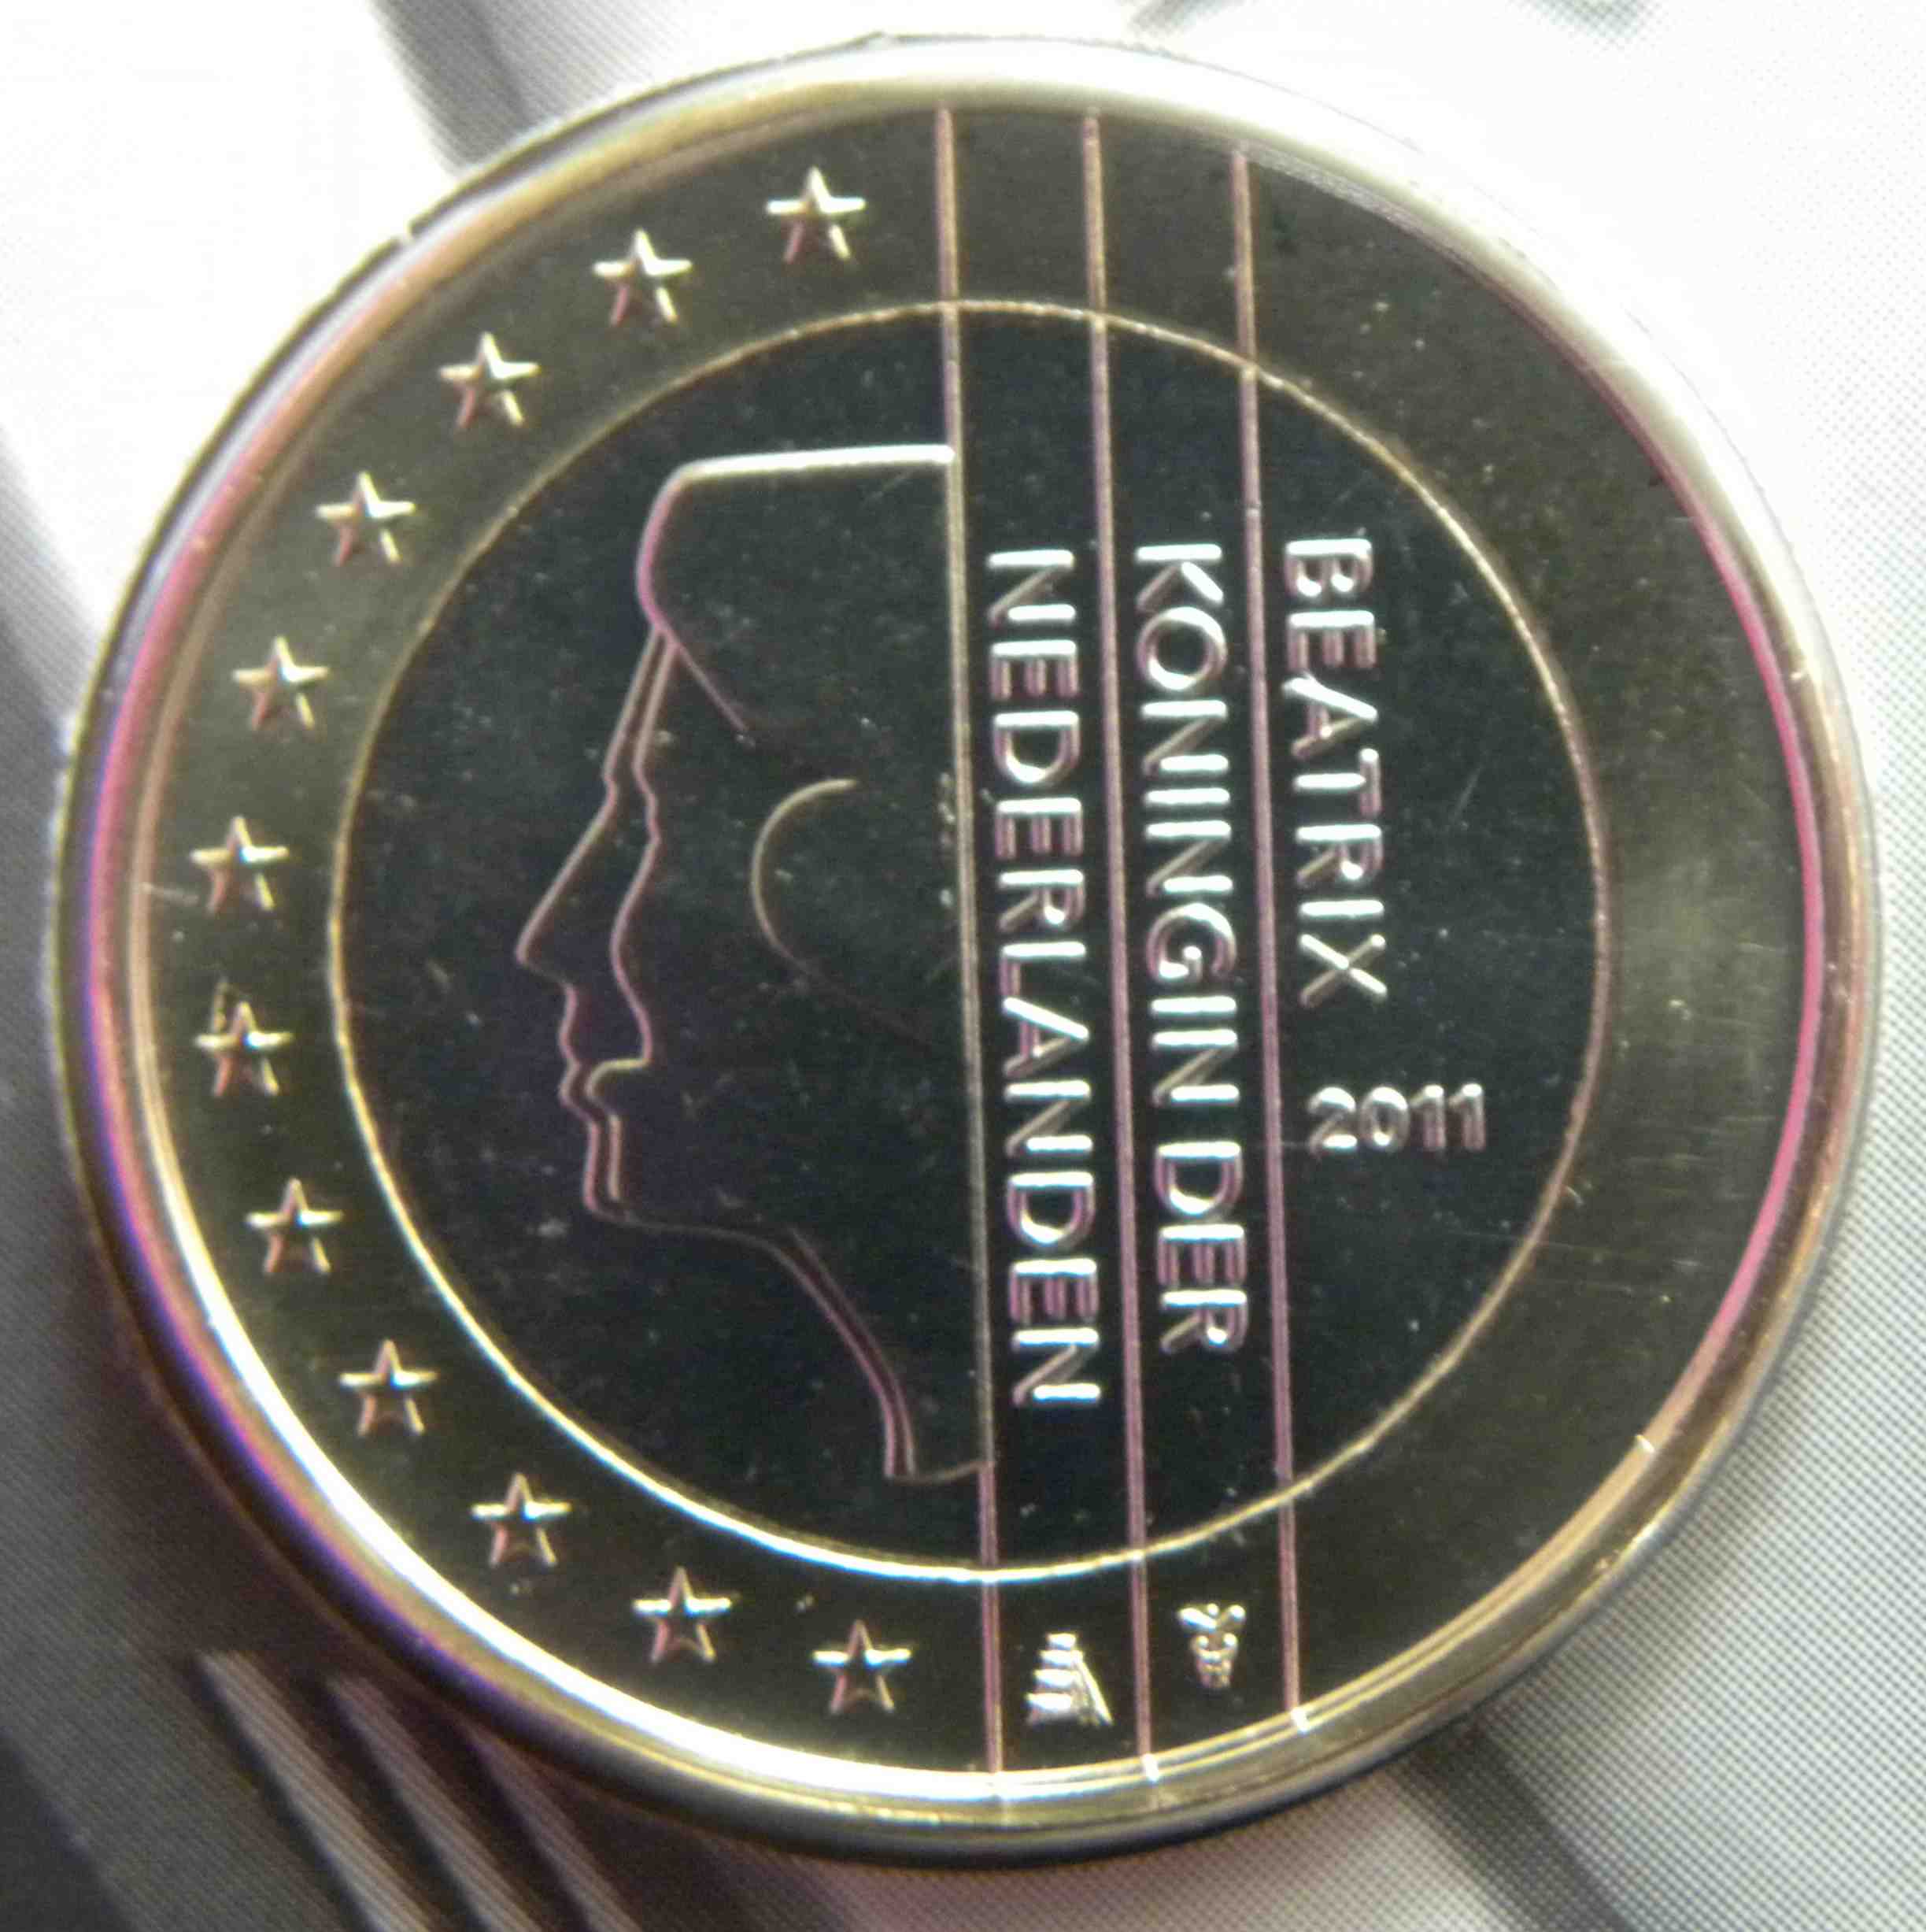 BEATRIX 2011
KONINGIN DER
NEDERLANDEN